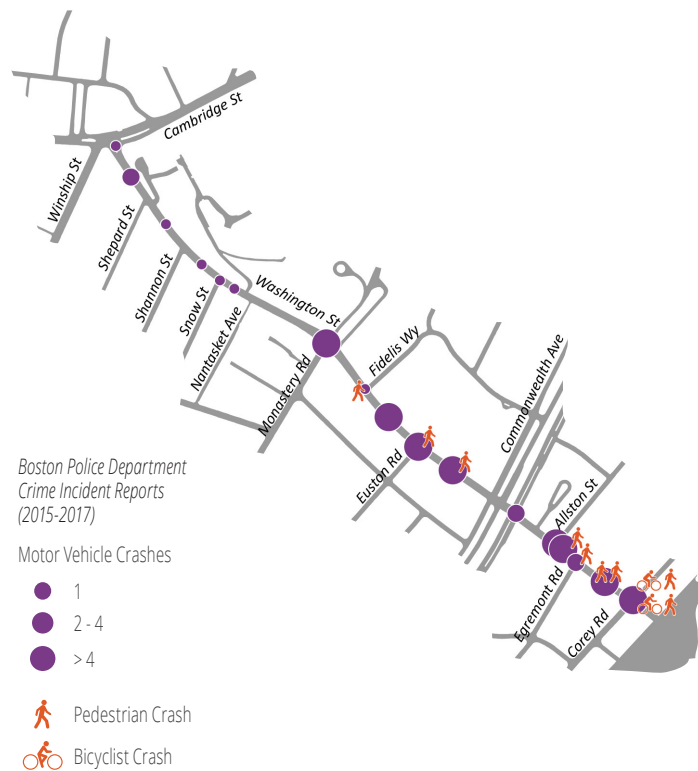 Cambridge St
Winship St
Shepard St
Shannon St
Snow St
Nantasket Ave
Washington St
Monastery Rd
Fidelis Wy
Euston Rd
Commonwealth Ave
Allston St
Egremont Rd
Corey Rd
Boston Police Department
Crime Incident Reports
(2015-2017)
Motor Vehicle Crashes
1
2 - 4
> 4
Pedestrian Crash
Bicyclist Crash